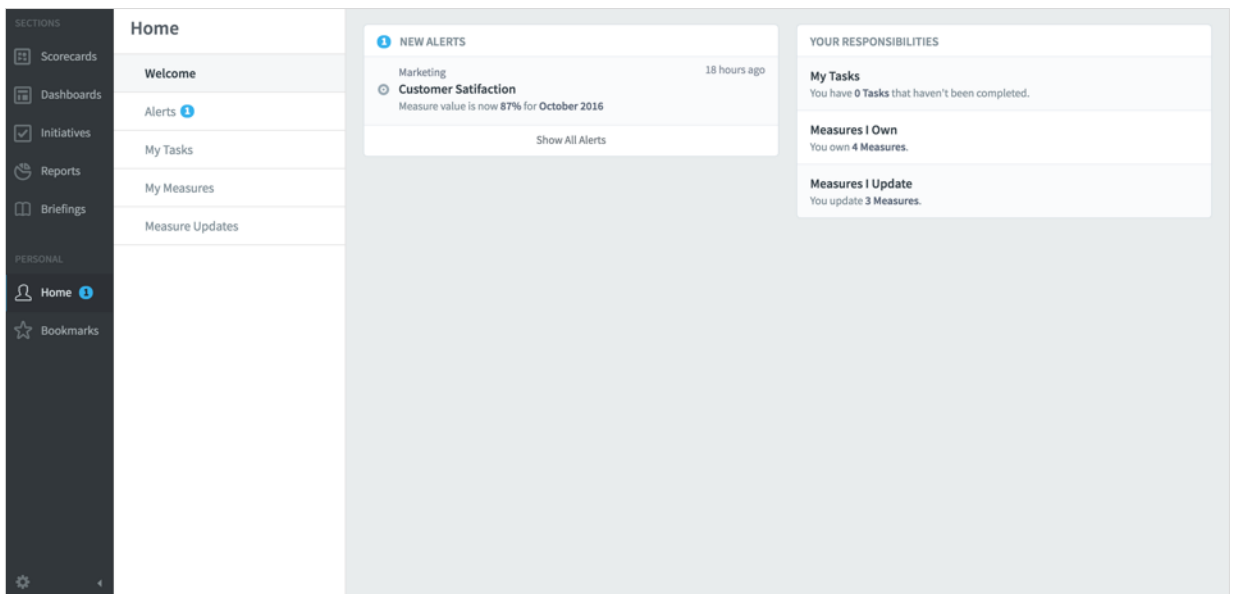 SECTIONS
Scorecards
Dashboards
Initiatives
Reports
Briefings
PERSONAL
Home 1
Bookmarks
Home
Welcome
Alerts 1
My Tasks
My Measures
Measure Updates
1 NEW ALERTS
Marketing
18 hours ago
Customer Satifaction
Measure value is now 87% for October 2016
Show All Alerts
YOUR RESPONSIBILITIES
My Tasks
You have 0 Tasks that haven't been completed.
Measures I Own
You own 4 Measures.
Measures I Update
You update 3 Measures.